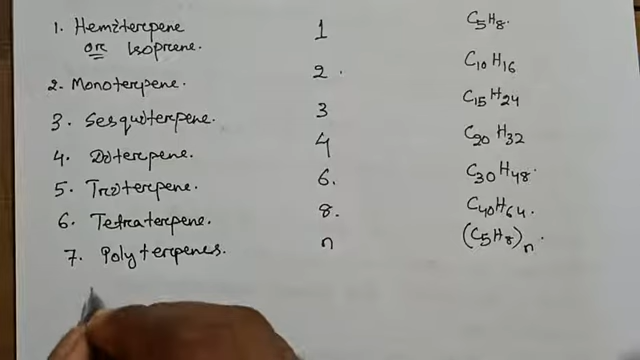 1. Hemiterpene 1 C5H8.
or Isoprene.
2. Monoterpene. 2. C10H16
3. Sesquiterpene. 3 C15H24
4. Diterpene. 4 C20H32
5. Triterpene. 6. C30H48.
6. Tetraterpene. 8. C40H64.
7. Polyterpenes. n (C5H8)n.